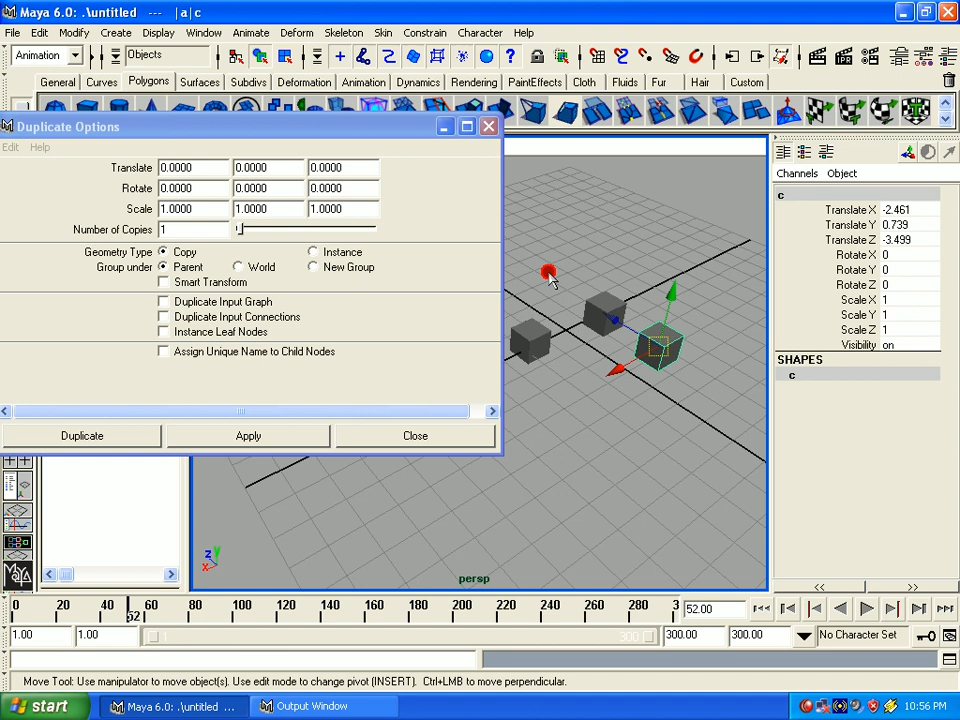 Maya 6.0: .\untitled --- |a|c
File Edit Modify Create Display Window Animate Deform Skeleton Skin Constrain Character Help
Animation Objects
General Curves Polygons Surfaces Subdivs Deformation Animation Dynamics Rendering PaintEffects Cloth Fluids Fur Hair Custom
Duplicate Options
Edit Help
Translate 0.0000 0.0000 0.0000
Rotate 0.0000 0.0000 0.0000
Scale 1.0000 1.0000 1.0000
Number of Copies 1
Geometry Type Copy Instance
Group under Parent World New Group
Smart Transform
Duplicate Input Graph
Duplicate Input Connections
Instance Leaf Nodes
Assign Unique Name to Child Nodes
Duplicate Apply Close
Channels Object
c
Translate X -2.461
Translate Y 0.739
Translate Z -3.499
Rotate X 0
Rotate Y 0
Rotate Z 0
Scale X 1
Scale Y 1
Scale Z 1
Visibility on
SHAPES
c
z y
x
persp
MAYA
<< >>
0 20 40 60 80 100 120 140 160 180 200 220 240 260 280 3
52
52.00
1.00 1.00 1 300 300.00 300.00 No Character Set
Move Tool: Use manipulator to move object(s). Use edit mode to change pivot (INSERT). Ctrl+LMB to move perpendicular.
start Maya 6.0: .\untitled ... Output Window 10:56 PM